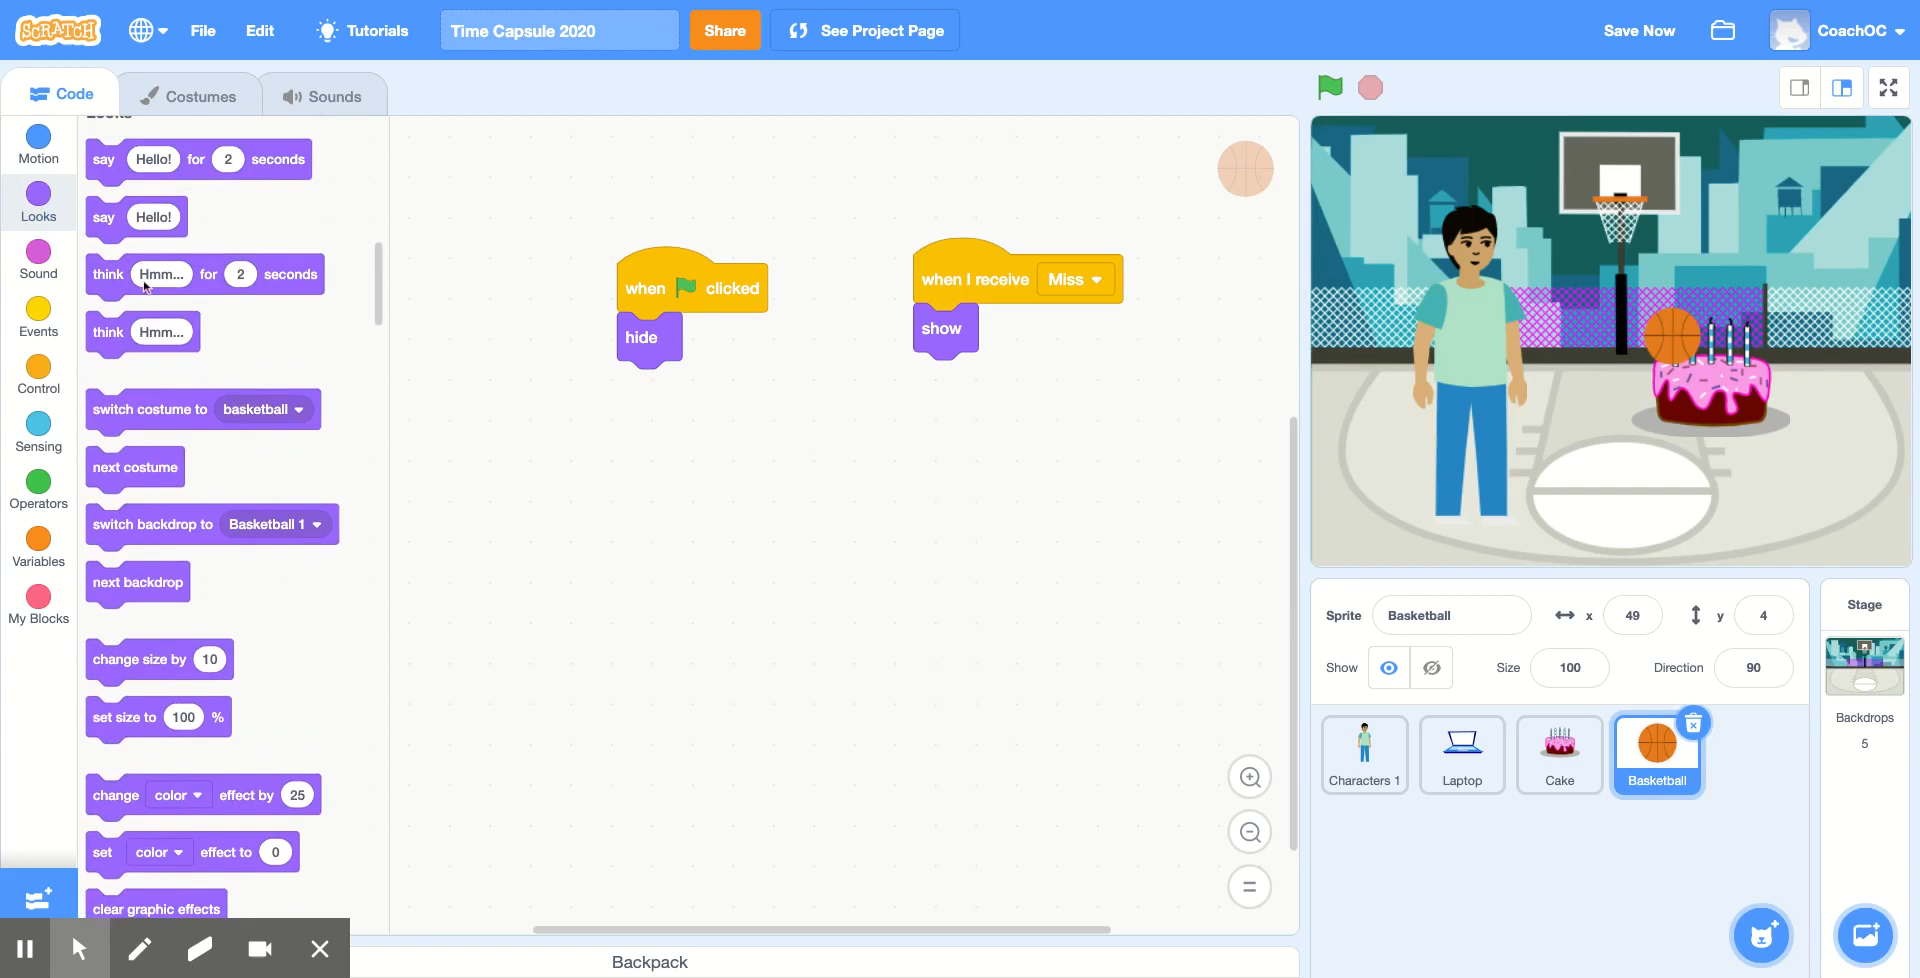 SCRATCH File Edit Tutorials Time Capsule 2020 Share See Project Page Save Now CoachOC
Code Costumes Sounds
Looks
Motion
Looks
Sound
Events
Control
Sensing
Operators
Variables
My Blocks
say Hello! for 2 seconds
say Hello!
think Hmm... for 2 seconds
think Hmm...
switch costume to basketball
next costume
switch backdrop to Basketball 1
next backdrop
change size by 10
set size to 100 %
change color effect by 25
set color effect to 0
clear graphic effects
when clicked
hide
when I receive Miss
show
Backpack
Sprite Basketball x 49 y 4
Show Size 100 Direction 90
Characters 1 Laptop Cake Basketball
Stage
Backdrops
5